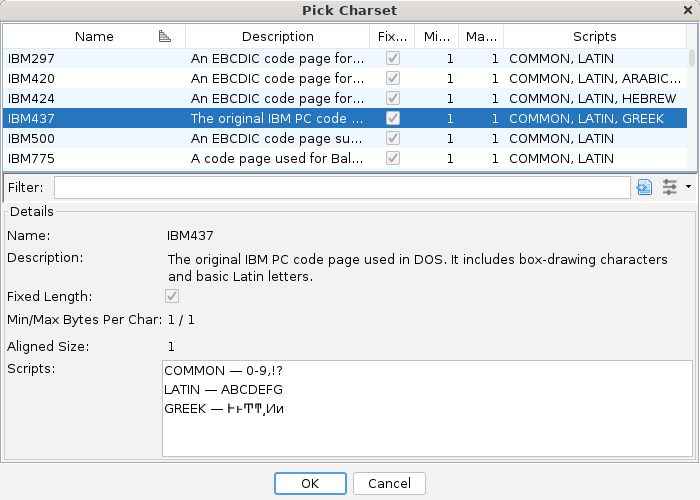 Pick Charset
Name Description Fix... Mi... Ma... Scripts
IBM297 An EBCDIC code page for... 1 1 COMMON, LATIN
IBM420 An EBCDIC code page for... 1 1 COMMON, LATIN, ARABIC...
IBM424 An EBCDIC code page for... 1 1 COMMON, LATIN, HEBREW
IBM437 The original IBM PC code ... 1 1 COMMON, LATIN, GREEK
IBM500 An EBCDIC code page su... 1 1 COMMON, LATIN
IBM775 A code page used for Bal... 1 1 COMMON, LATIN
Filter:
Details
Name: IBM437
Description: The original IBM PC code page used in DOS. It includes box-drawing characters
and basic Latin letters.
Fixed Length:
Min/Max Bytes Per Char: 1 / 1
Aligned Size: 1
Scripts: COMMON — 0-9,!?
LATIN — ABCDEFG
GREEK — ͰͱͲͳʹͶͷ
OK Cancel